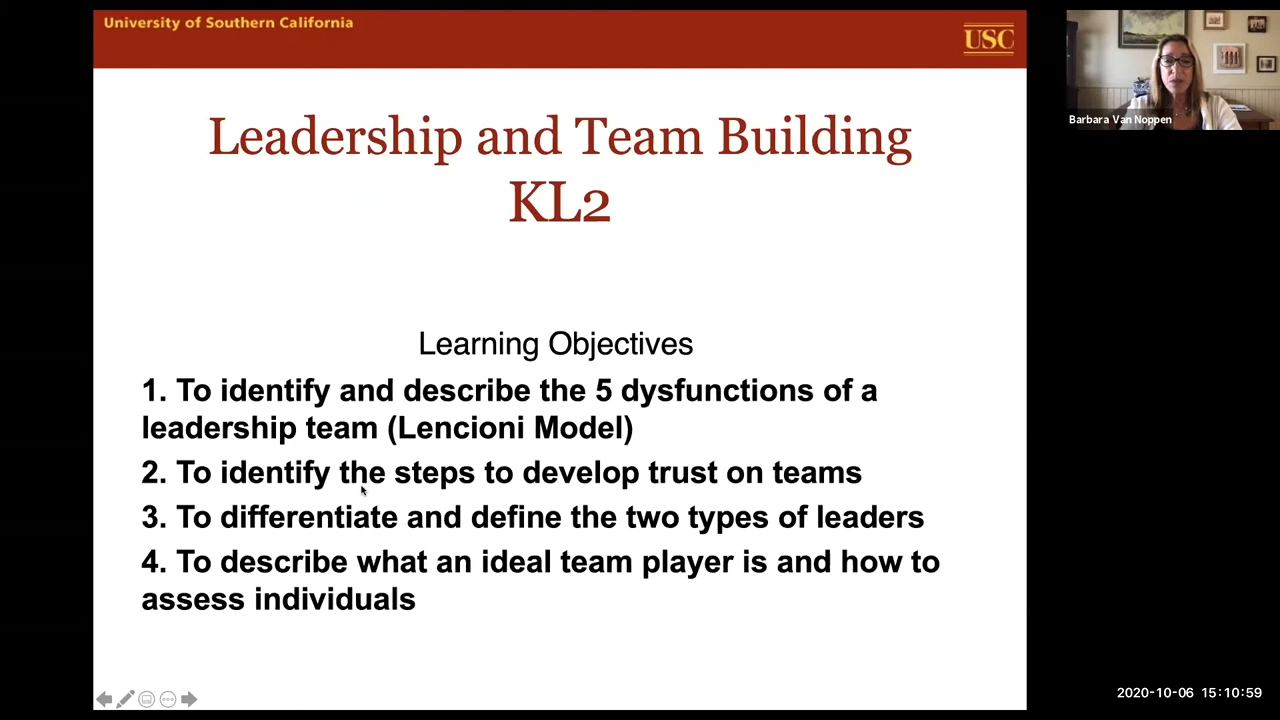 University of Southern California
USC
Barbara Van Noppen
Leadership and Team Building
KL2
Learning Objectives
1. To identify and describe the 5 dysfunctions of a
leadership team (Lencioni Model)
2. To identify the steps to develop trust on teams
3. To differentiate and define the two types of leaders
4. To describe what an ideal team player is and how to
assess individuals
2020-10-06 15:10:59